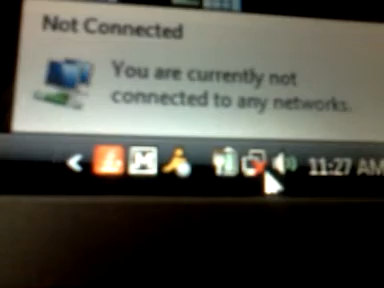 Not Connected
You are currently not
connected to any networks.
11:27 AM